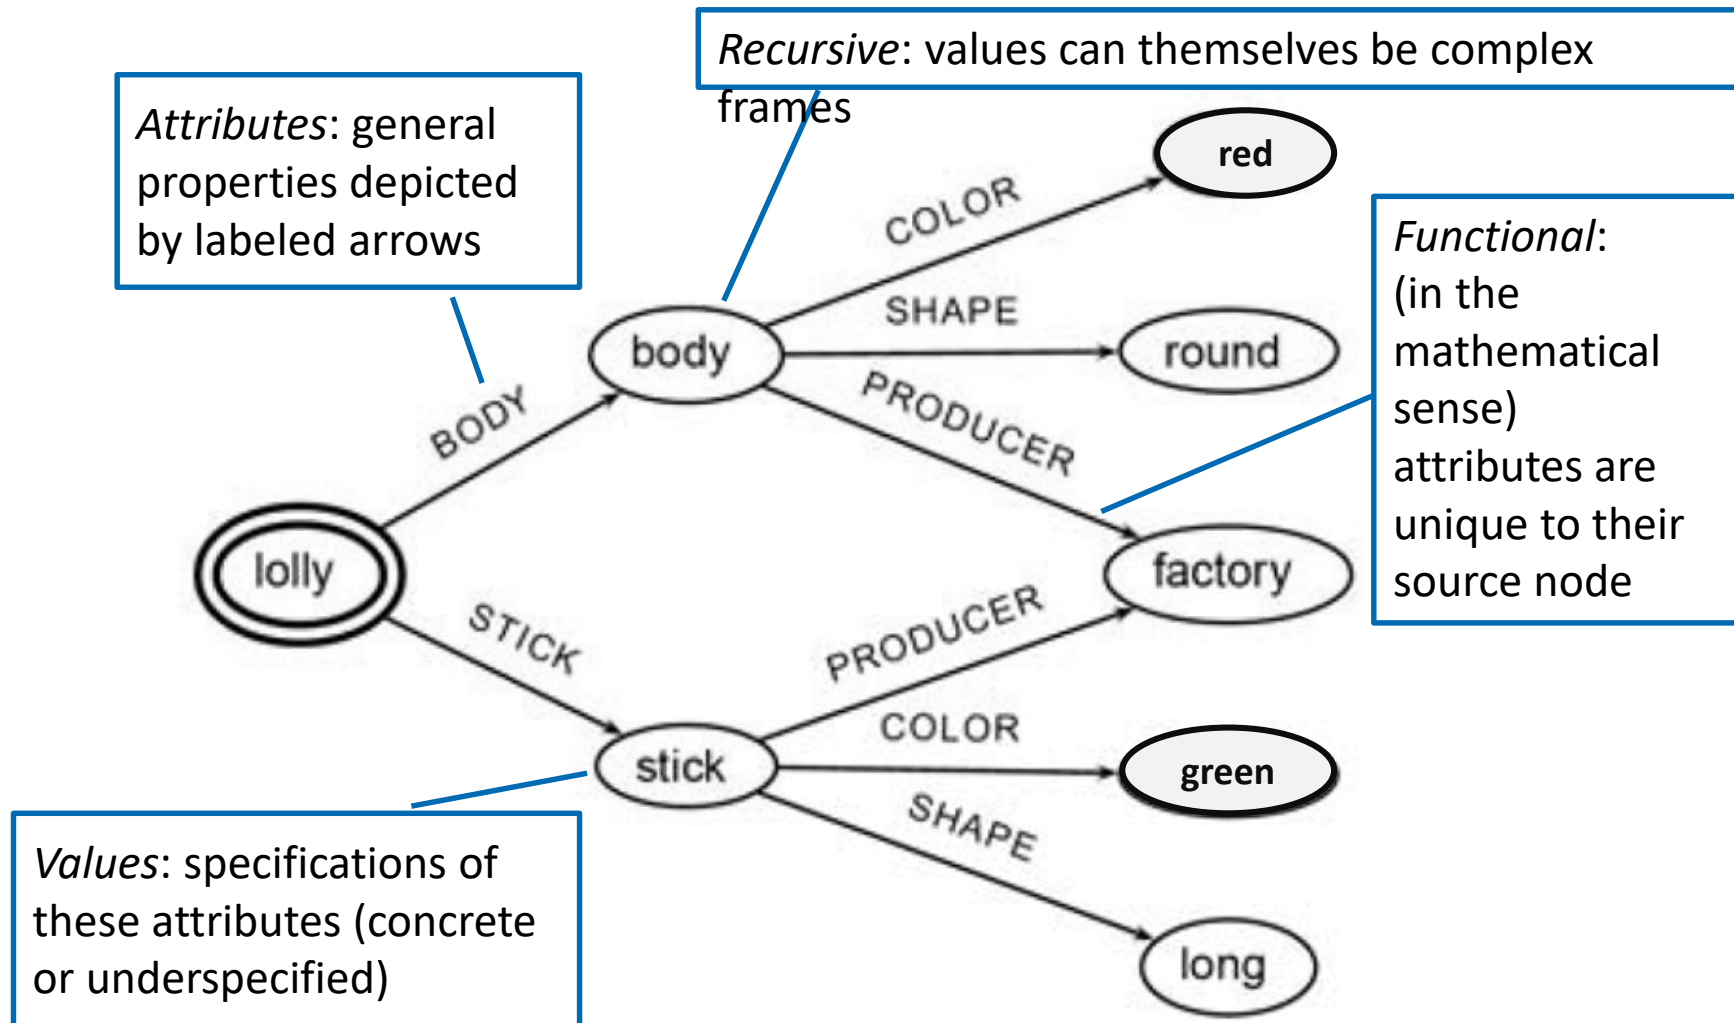 Recursive: values can themselves be complex
frames
Attributes: general
properties depicted
by labeled arrows
red
COLOR
Functional:
(in the
mathematical
sense)
attributes are
unique to their
source node
SHAPE
body
round
PRODUCER
BODY
lolly
factory
STICK
PRODUCER
COLOR
stick
green
SHAPE
Values: specifications of
these attributes (concrete
or underspecified)
long